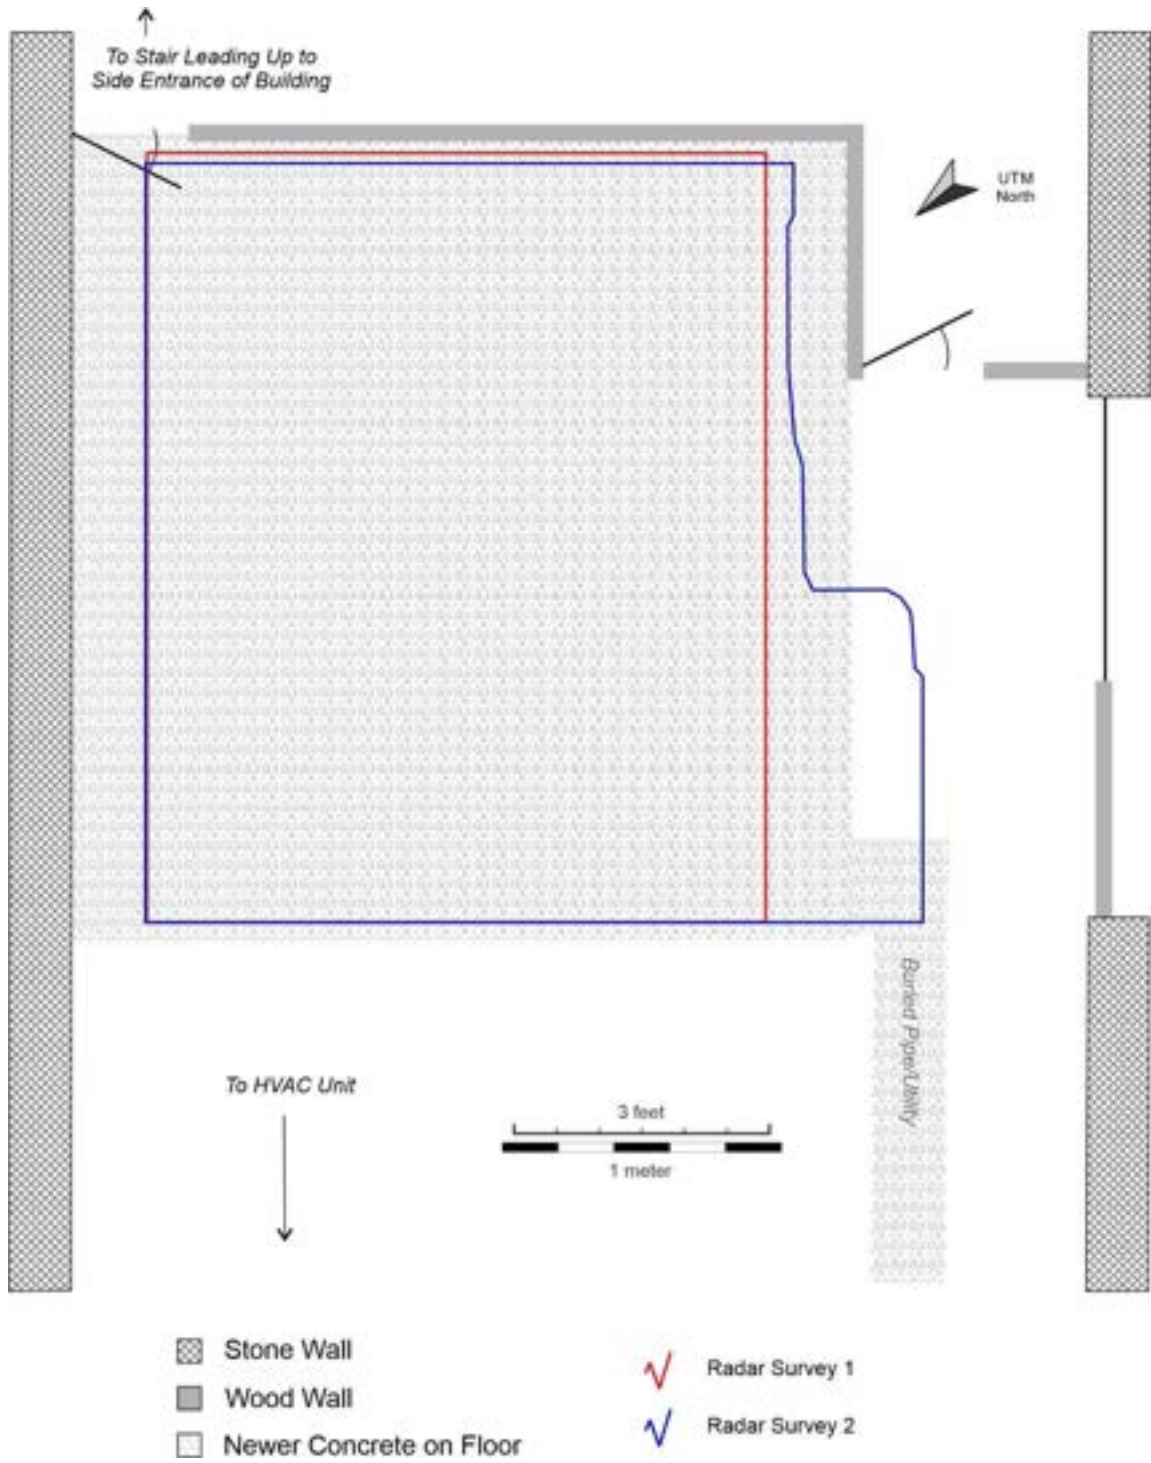 To Stair Leading Up to
Side Entrance of Building
UTM
North
Buried Pipe/Utility
To HVAC Unit
3 feet
1 meter
Stone Wall
Wood Wall
Newer Concrete on Floor
Radar Survey 1
Radar Survey 2